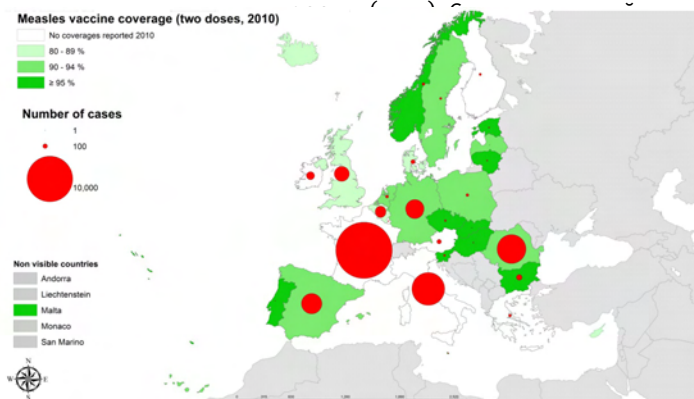 Measles vaccine coverage (two doses, 2010)
No coverages reported 2010
80 - 89 %
90 - 94 %
≥ 95 %
Number of cases
1
100
10,000
Non visible countries
Andorra
Liechtenstein
Malta
Monaco
San Marino
N
W E
S